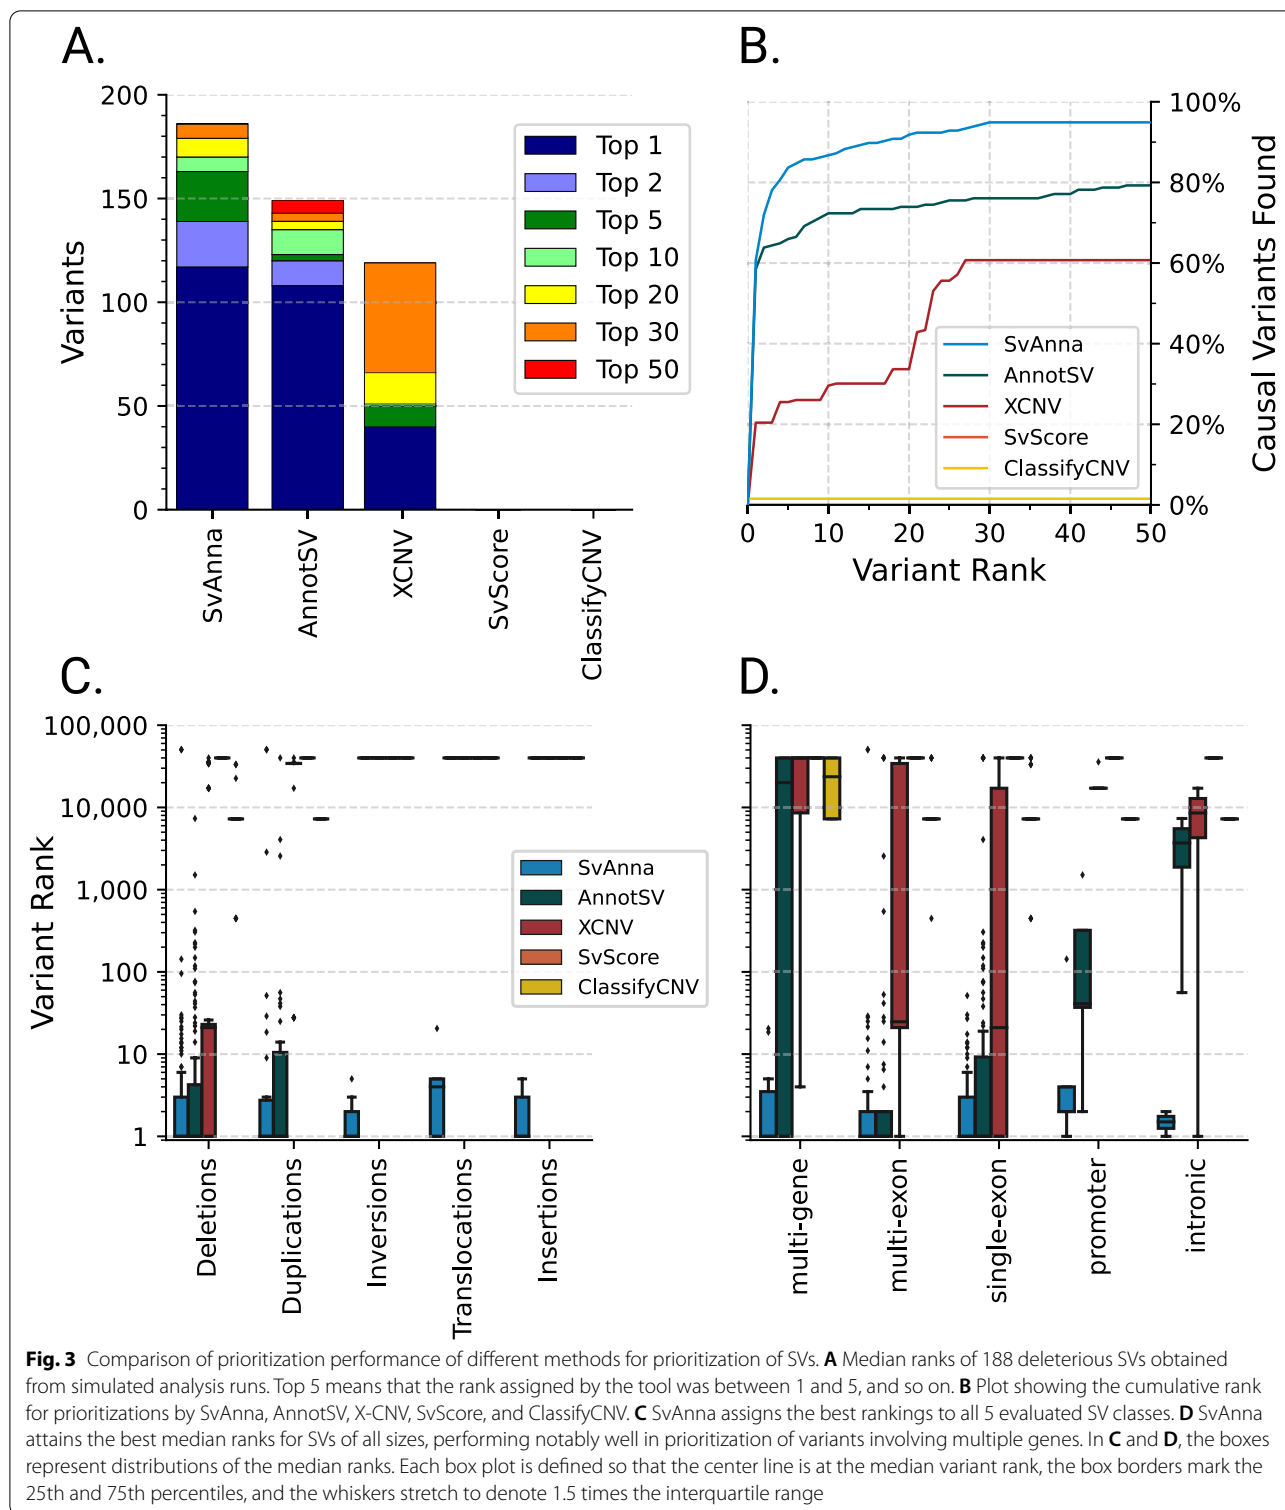 A.
200
150
100
50
0
Variants
Top 1
Top 2
Top 5
Top 10
Top 20
Top 30
Top 50
SvAnna
AnnotSV
XCNV
SvScore
ClassifyCNV
B.
100%
80%
60%
40%
20%
0%
Causal Variants Found
SvAnna
AnnotSV
XCNV
SvScore
ClassifyCNV
0 10 20 30 40 50
Variant Rank
C.
100,000
10,000
1,000
100
10
1
Variant Rank
SvAnna
AnnotSV
XCNV
SvScore
ClassifyCNV
Deletions
Duplications
Inversions
Translocations
Insertions
D.
multi-gene
multi-exon
single-exon
promoter
intronic
Fig. 3 Comparison of prioritization performance of different methods for prioritization of SVs. A Median ranks of 188 deleterious SVs obtained
from simulated analysis runs. Top 5 means that the rank assigned by the tool was between 1 and 5, and so on. B Plot showing the cumulative rank
for prioritizations by SvAnna, AnnotSV, X-CNV, SvScore, and ClassifyCNV. C SvAnna assigns the best rankings to all 5 evaluated SV classes. D SvAnna
attains the best median ranks for SVs of all sizes, performing notably well in prioritization of variants involving multiple genes. In C and D, the boxes
represent distributions of the median ranks. Each box plot is defined so that the center line is at the median variant rank, the box borders mark the
25th and 75th percentiles, and the whiskers stretch to denote 1.5 times the interquartile range